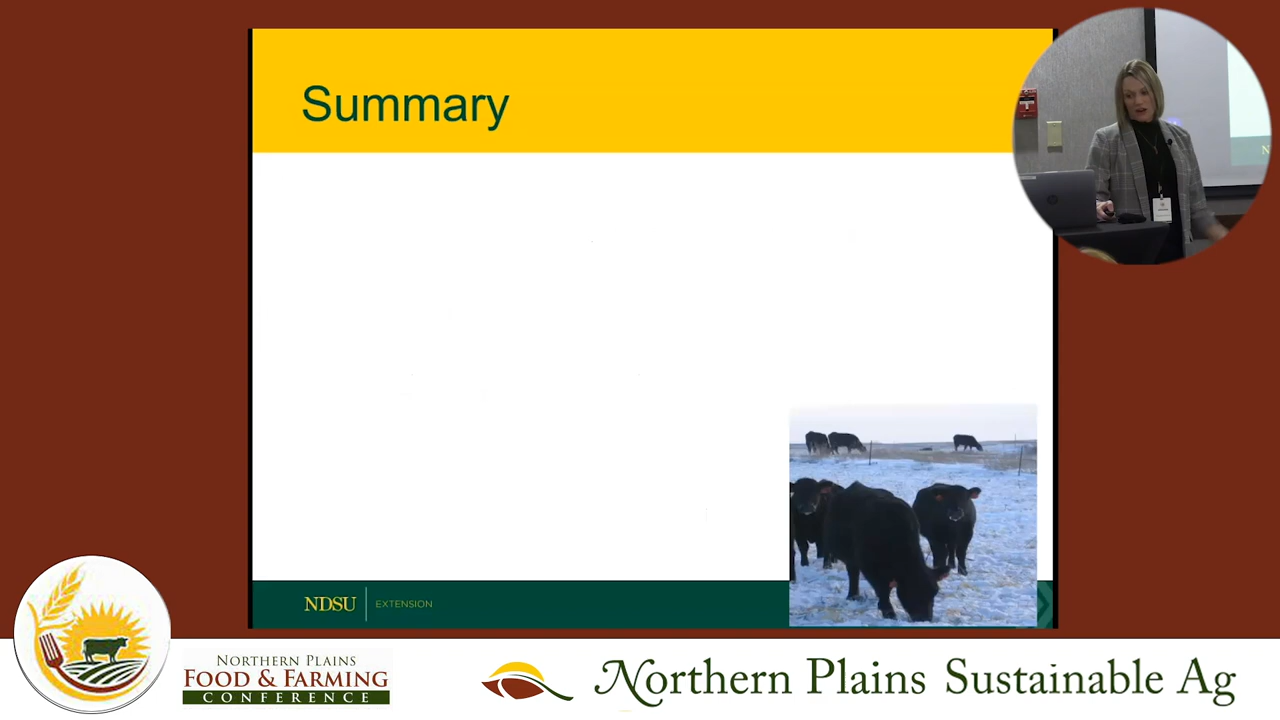 Summary
NDSU
EXTENSION
NORTHERN PLAINS
FOOD & FARMING
CONFERENCE
Northern Plains Sustainable Ag